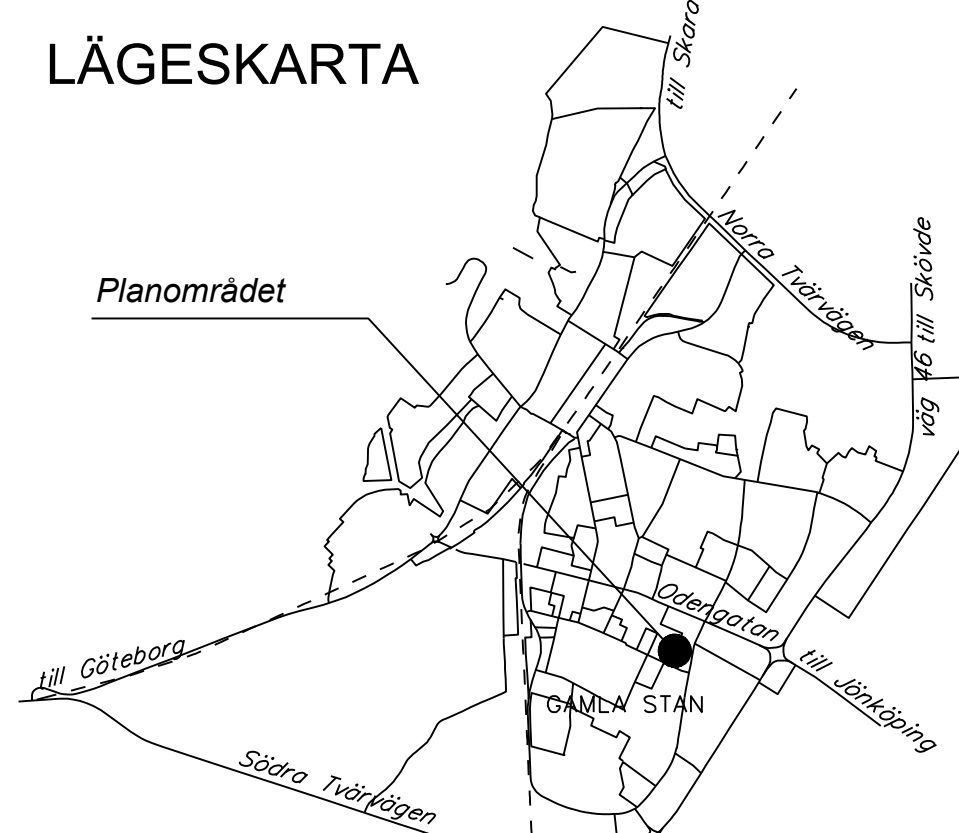 LÄGESKARTA
till Skara
Norra Tvärvägen
väg 46 till Skövde
Planområdet
Odengatan
till Göteborg
till Jönköping
GAMLA STAN
Södra Tvärvägen